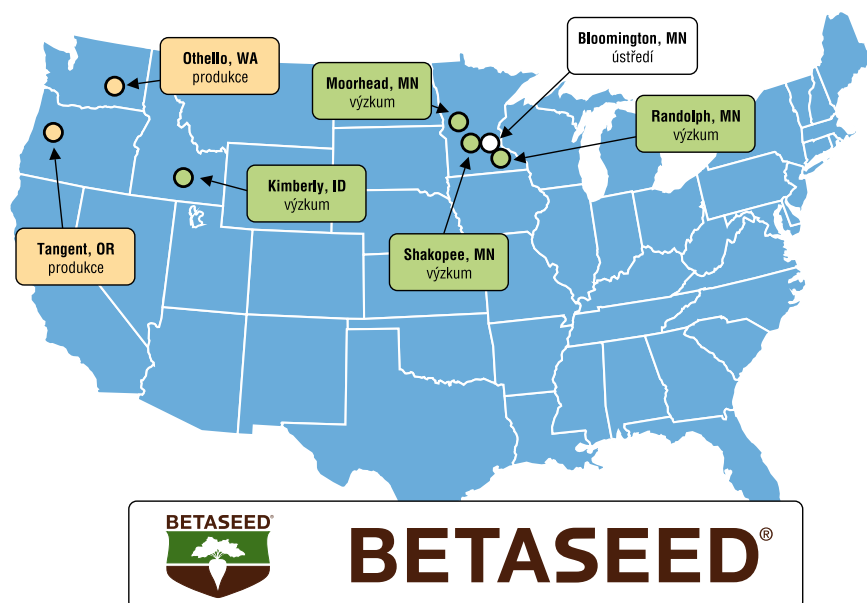 Othello, WA
produkce
Bloomington, MN
ústředí
Moorhead, MN
výzkum
Randolph, MN
výzkum
Kimberly, ID
výzkum
Tangent, OR
produkce
Shakopee, MN
výzkum
BETASEED®
BETASEED®